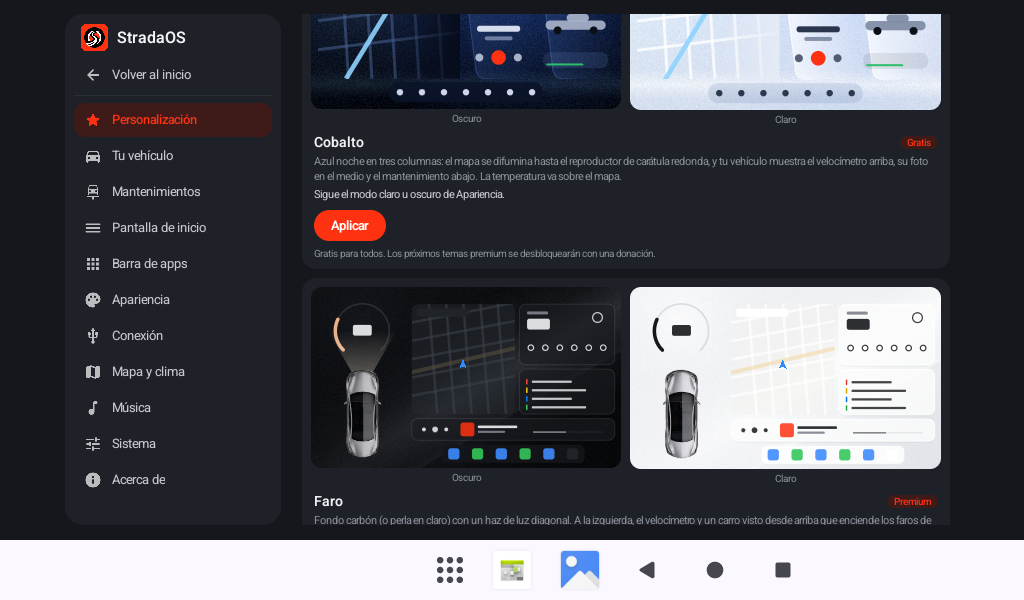 StradaOS
Volver al inicio
Personalización
Tu vehículo
Mantenimientos
Pantalla de inicio
Barra de apps
Apariencia
Conexión
Mapa y clima
Música
Sistema
Acerca de
Oscuro
Claro
Cobalto
Gratis
Azul noche en tres columnas: el mapa se difumina hasta el reproductor de carátula redonda, y tu vehículo muestra el velocímetro arriba, su foto
en el medio y el mantenimiento abajo. La temperatura va sobre el mapa.
Sigue el modo claro u oscuro de Apariencia.
Aplicar
Gratis para todos. Los próximos temas premium se desbloquearán con una donación.
Oscuro
Claro
Faro
Premium
Fondo carbón (o perla en claro) con un haz de luz diagonal. A la izquierda, el velocímetro y un carro visto desde arriba que enciende los faros de